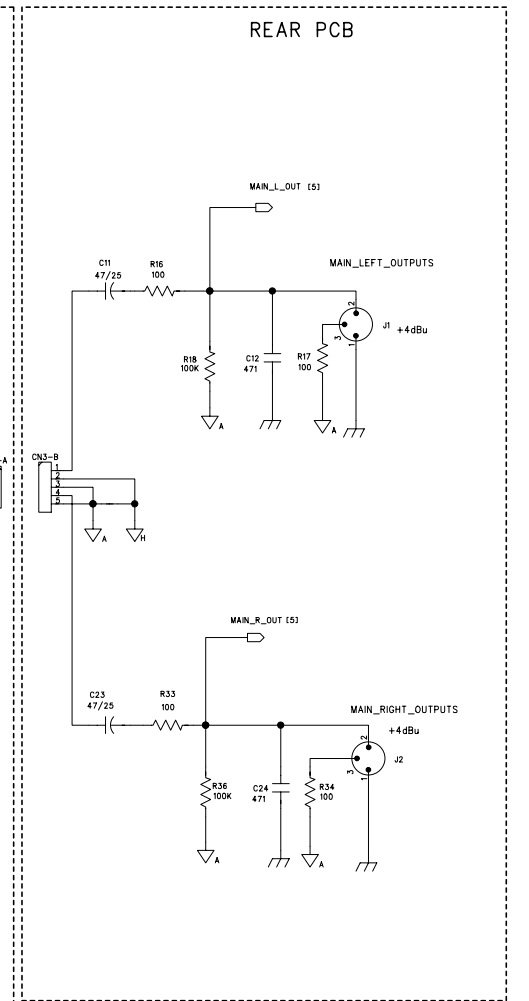 REAR PCB
MAIN_L_OUT [5]
C11
47/25
R16
100
MAIN_LEFT_OUTPUTS
2
J1
+4dBu
3
1
R18
100K
C12
471
R17
100
A
A
-A
CN3-B
1
2
3
4
5
A
H
MAIN_R_OUT [5]
C23
47/25
R33
100
MAIN_RIGHT_OUTPUTS
+4dBu
2
J2
3
1
R36
100K
C24
471
R34
100
A
A